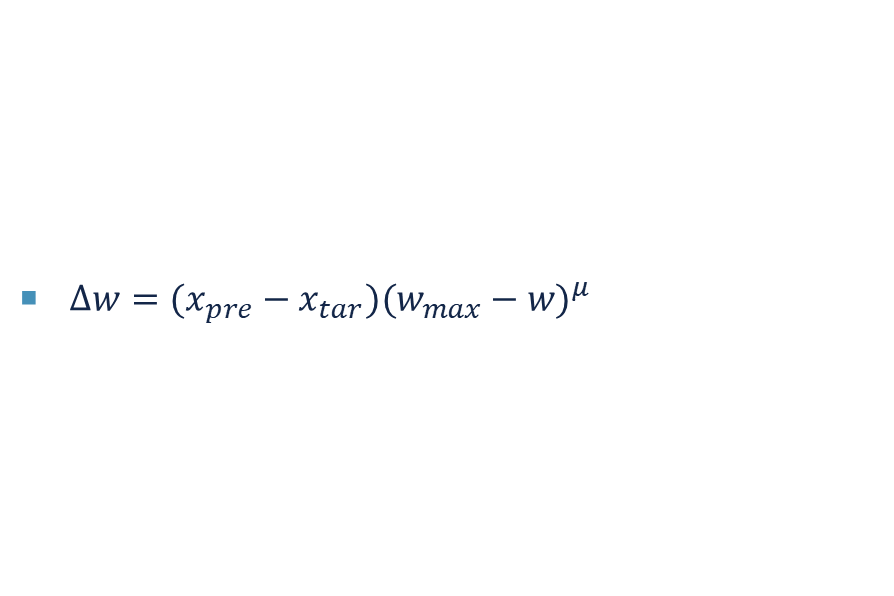 ▪ Δw = (x_pre − x_tar)(w_max − w)^μ